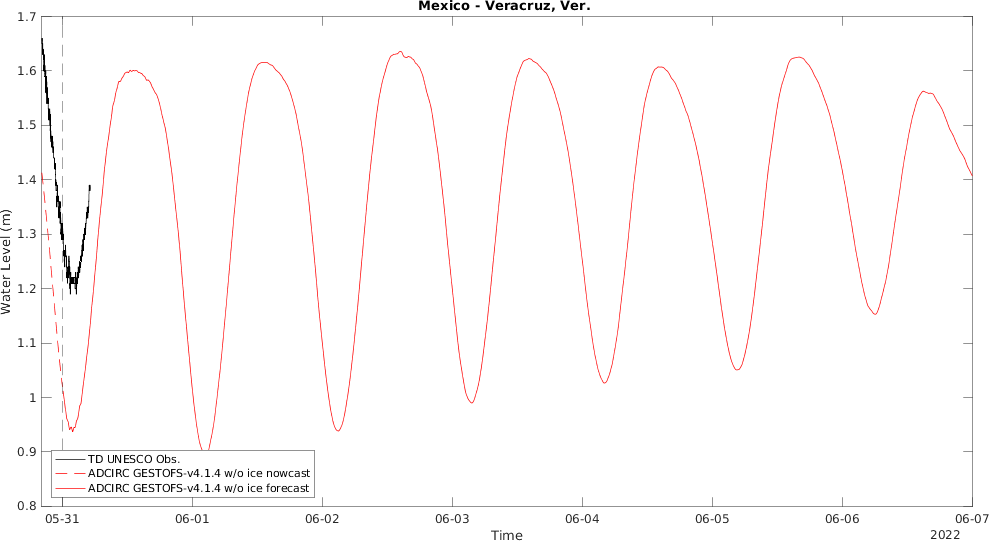 Mexico - Veracruz, Ver.
1.7
1.6
1.5
1.4
1.3
1.2
1.1
1
0.9
0.8
Water Level (m)
TD UNESCO Obs.
ADCIRC GESTOFS-v4.1.4 w/o ice nowcast
ADCIRC GESTOFS-v4.1.4 w/o ice forecast
05-31 06-01 06-02 06-03 06-04 06-05 06-06 06-07
Time
2022